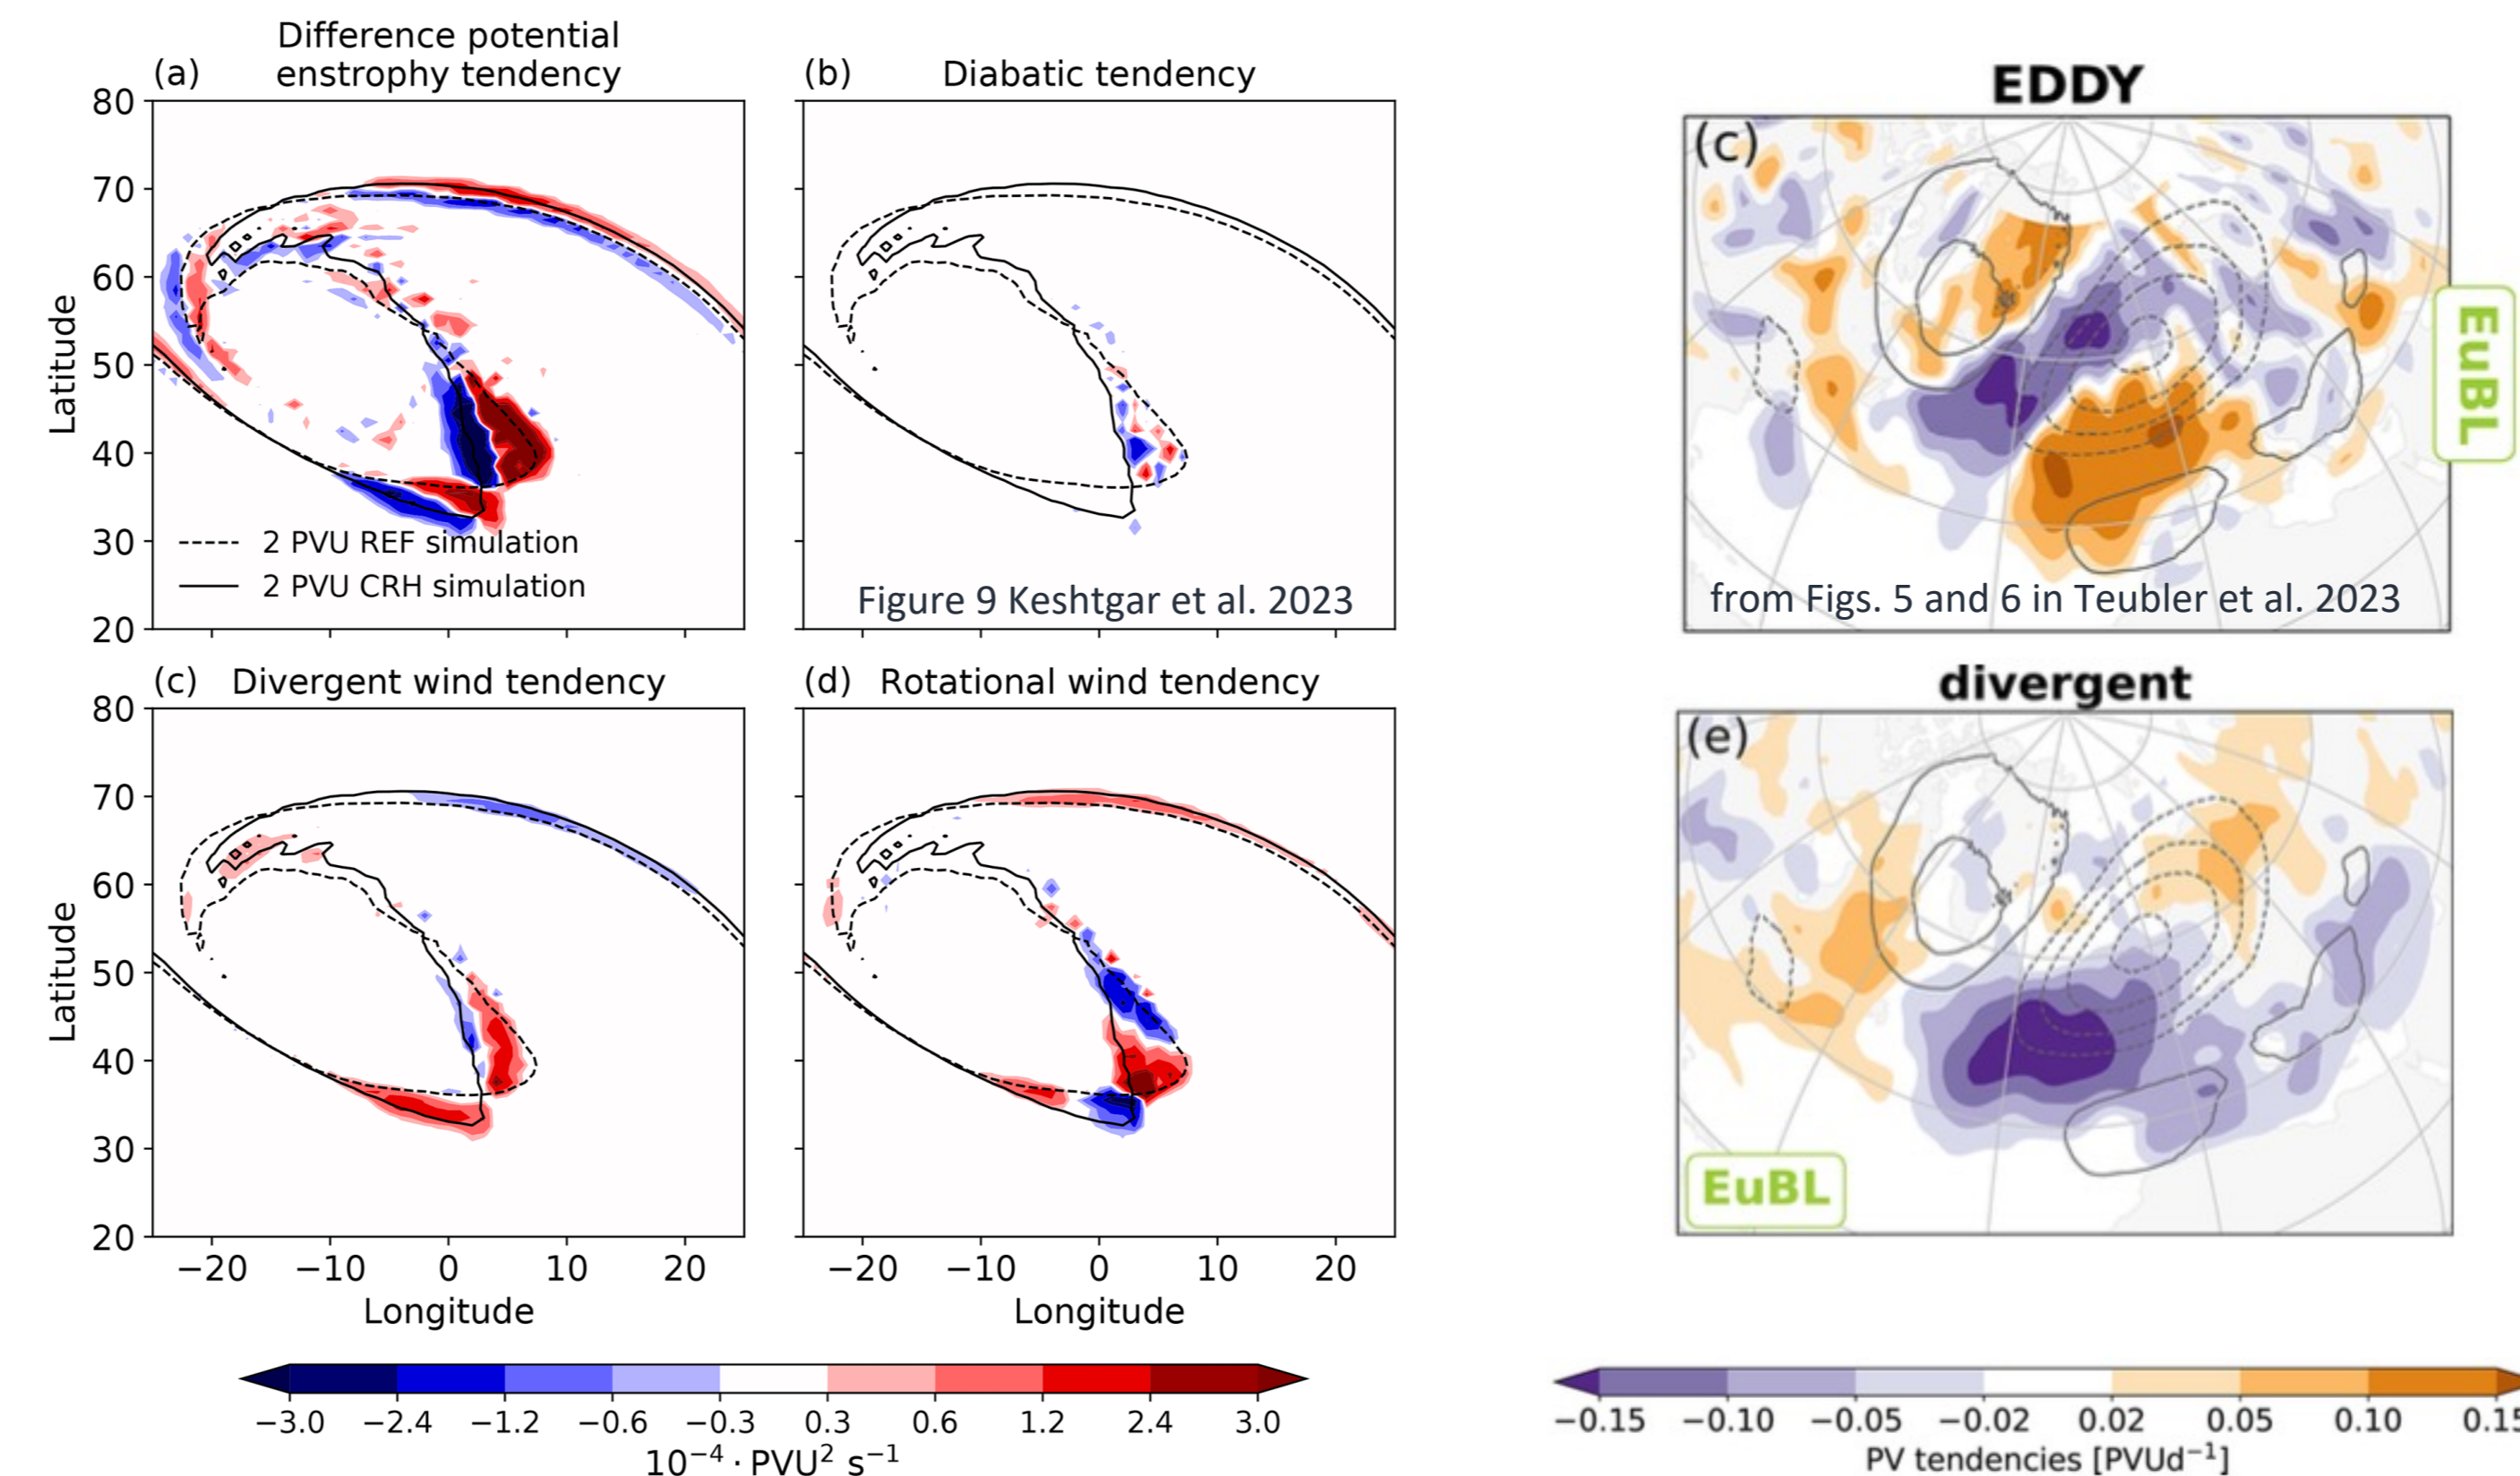 Difference potential
(a) enstrophy tendency
(b) Diabatic tendency
80
70
60
50
40
30
20
Latitude
2 PVU REF simulation
2 PVU CRH simulation
Figure 9 Keshtgar et al. 2023
(c) Divergent wind tendency
(d) Rotational wind tendency
80
70
60
50
40
30
20
Latitude
−20 −10 0 10 20
−20 −10 0 10 20
Longitude
Longitude
−3.0 −2.4 −1.2 −0.6 −0.3 0.3 0.6 1.2 2.4 3.0
10⁻⁴ · PVU² s⁻¹
EDDY
(c)
EuBL
from Figs. 5 and 6 in Teubler et al. 2023
divergent
(e)
EuBL
−0.15 −0.10 −0.05 −0.02 0.02 0.05 0.10
PV tendencies [PVUd⁻¹]